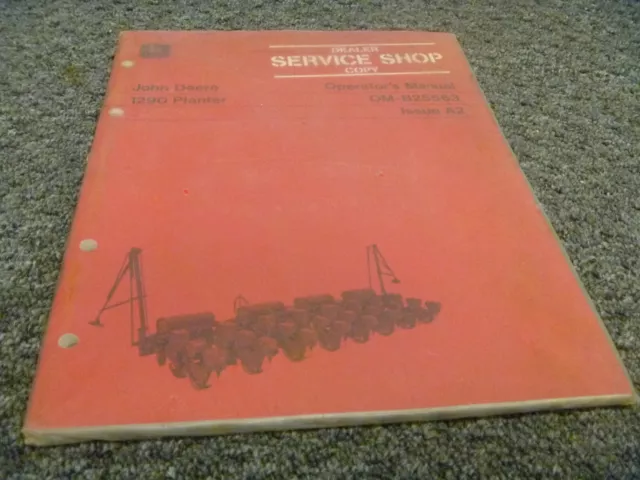 DEALER
SERVICE SHOP
COPY
John Deere
1290 Planter
Operator's Manual
OM-B25563
Issue A2